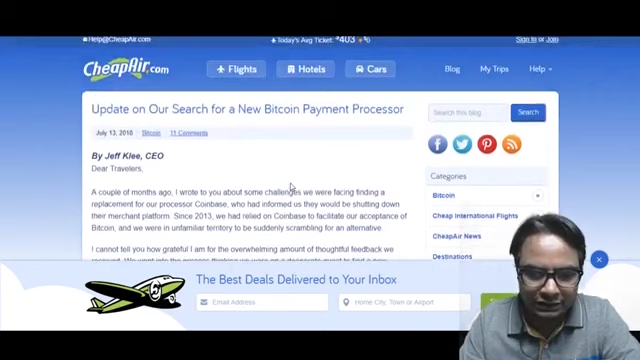 Help@CheapAir.com
Today's Avg Ticket: $403
Sign In or Join
CheapAir.com
Flights
Hotels
Cars
Blog
My Trips
Help
Update on Our Search for a New Bitcoin Payment Processor
July 13, 2018
Bitcoin
11 Comments
By Jeff Klee, CEO
Dear Travelers,
A couple of months ago, I wrote to you about some challenges we were facing finding a
replacement for our processor Coinbase, who had informed us they would be shutting down
their merchant platform. Since 2013, we had relied on Coinbase to facilitate our acceptance of
Bitcoin, and we were in unfamiliar territory to be suddenly scrambling for an alternative.
I cannot tell you how grateful I am for the overwhelming amount of thoughtful feedback we
Search this blog
Search
Categories
Bitcoin
Cheap International Flights
CheapAir News
Destinations
The Best Deals Delivered to Your Inbox
Email Address
Home City, Town or Airport